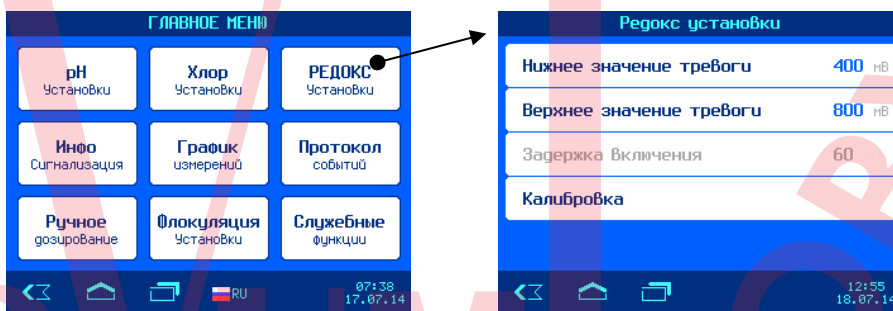 ГЛАВНОЕ МЕНЮ
pH
Установки
Хлор
Установки
РЕДОКС
Установки
Инфо
Сигнализация
График
измерений
Протокол
событий
Ручное
дозирование
Флокуляция
Установки
Служебные
функции
RU
07:38
17.07.14
Редокс установки
Нижнее значение тревоги 400 мВ
Верхнее значение тревоги 800 мВ
Задержка Включения 60
Калибровка
12:55
18.07.14